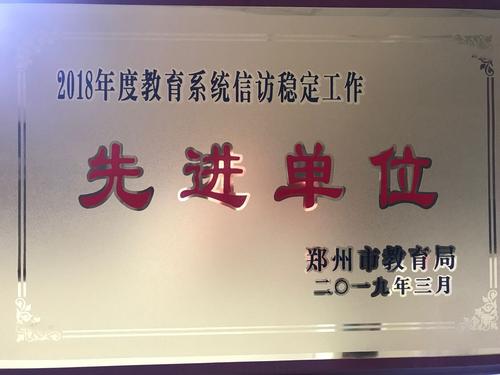 2018年度教育系统信访稳定工作
先进单位
郑州市教育局
二〇一九年三月